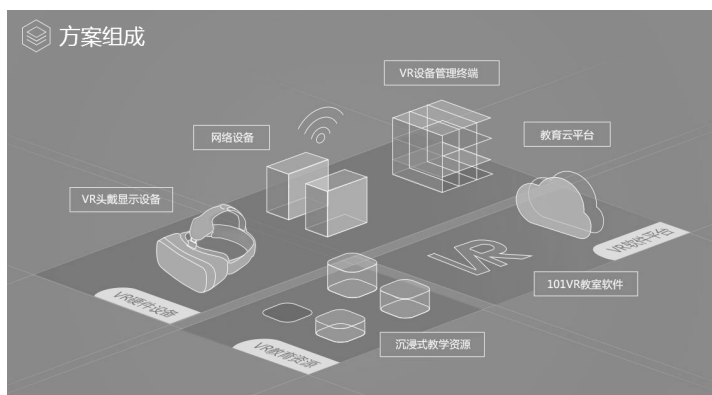 方案组成
VR设备管理终端
网络设备
教育云平台
VR头戴显示设备
VR软件平台
VR
101VR教室软件
VR硬件设备
沉浸式教学资源
VR教育资源